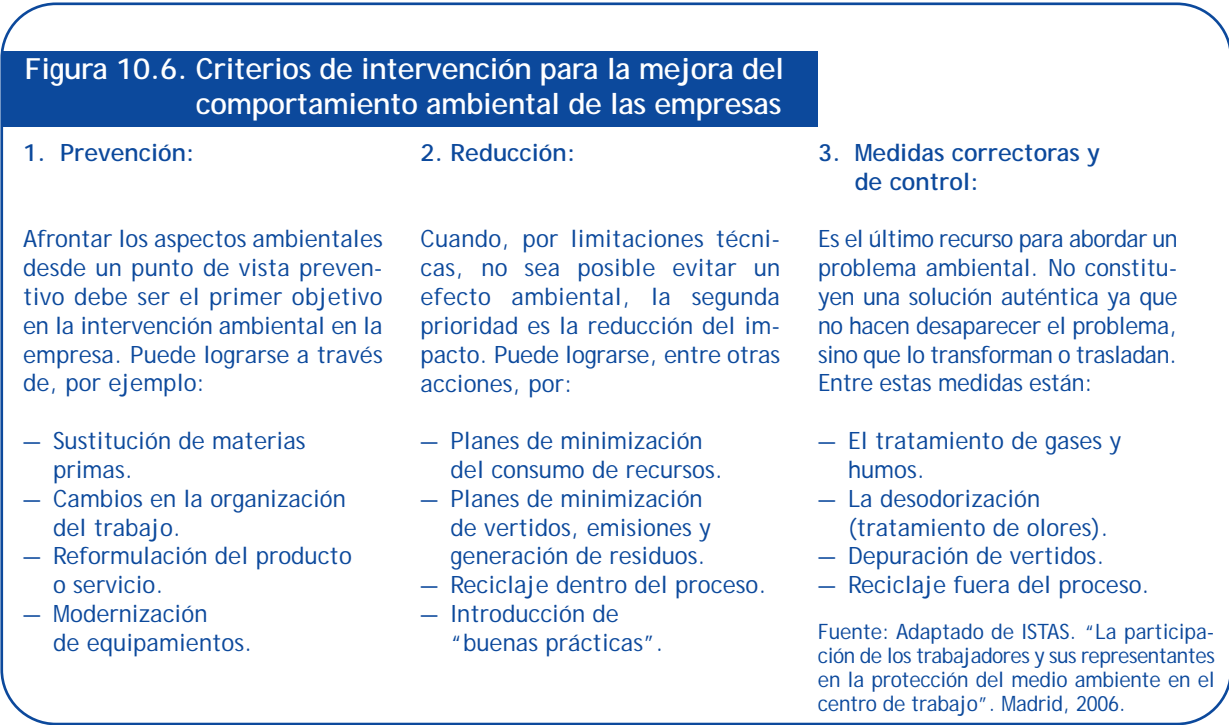 Figura 10.6. Criterios de intervención para la mejora del
comportamiento ambiental de las empresas
1. Prevención:
Afrontar los aspectos ambientales
desde un punto de vista preven-
tivo debe ser el primer objetivo
en la intervención ambiental en la
empresa. Puede lograrse a través
de, por ejemplo:
— Sustitución de materias
primas.
— Cambios en la organización
del trabajo.
— Reformulación del producto
o servicio.
— Modernización
de equipamientos.
2. Reducción:
Cuando, por limitaciones técni-
cas, no sea posible evitar un
efecto ambiental, la segunda
prioridad es la reducción del im-
pacto. Puede lograrse, entre otras
acciones, por:
— Planes de minimización
del consumo de recursos.
— Planes de minimización
de vertidos, emisiones y
generación de residuos.
— Reciclaje dentro del proceso.
— Introducción de
“buenas prácticas”.
3. Medidas correctoras y
de control:
Es el último recurso para abordar un
problema ambiental. No constitu-
yen una solución auténtica ya que
no hacen desaparecer el problema,
sino que lo transforman o trasladan.
Entre estas medidas están:
— El tratamiento de gases y
humos.
— La desodorización
(tratamiento de olores).
— Depuración de vertidos.
— Reciclaje fuera del proceso.
Fuente: Adaptado de ISTAS. “La participa-
ción de los trabajadores y sus representantes
en la protección del medio ambiente en el
centro de trabajo”. Madrid, 2006.